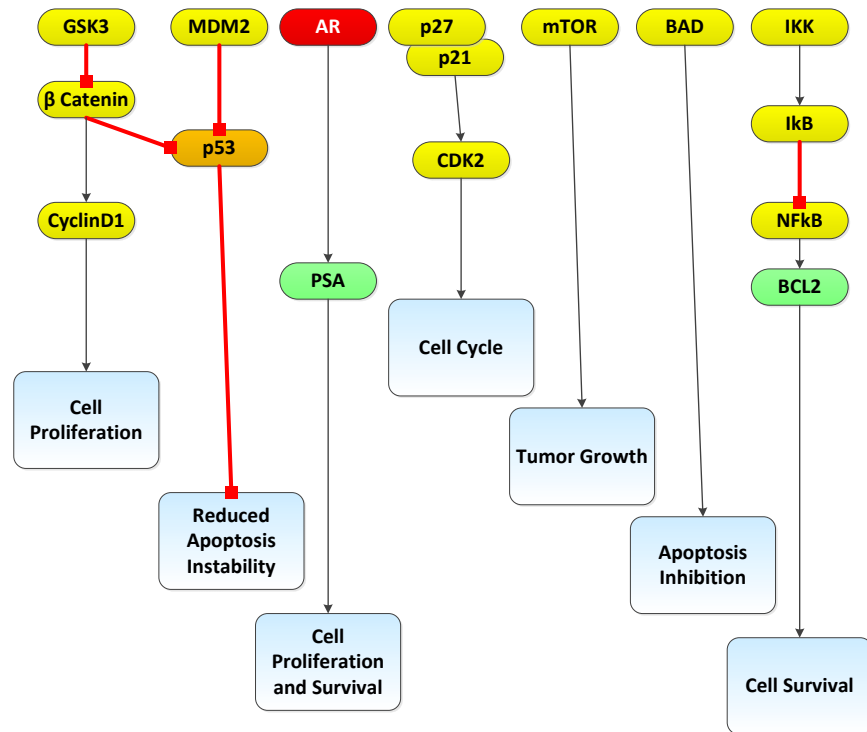 GSK3
MDM2
AR
p27
mTOR
BAD
IKK
p21
β Catenin
IkB
p53
CDK2
CyclinD1
NFkB
PSA
BCL2
Cell Cycle
Cell
Proliferation
Tumor Growth
Reduced
Apoptosis
Instability
Apoptosis
Inhibition
Cell
Proliferation
and Survival
Cell Survival